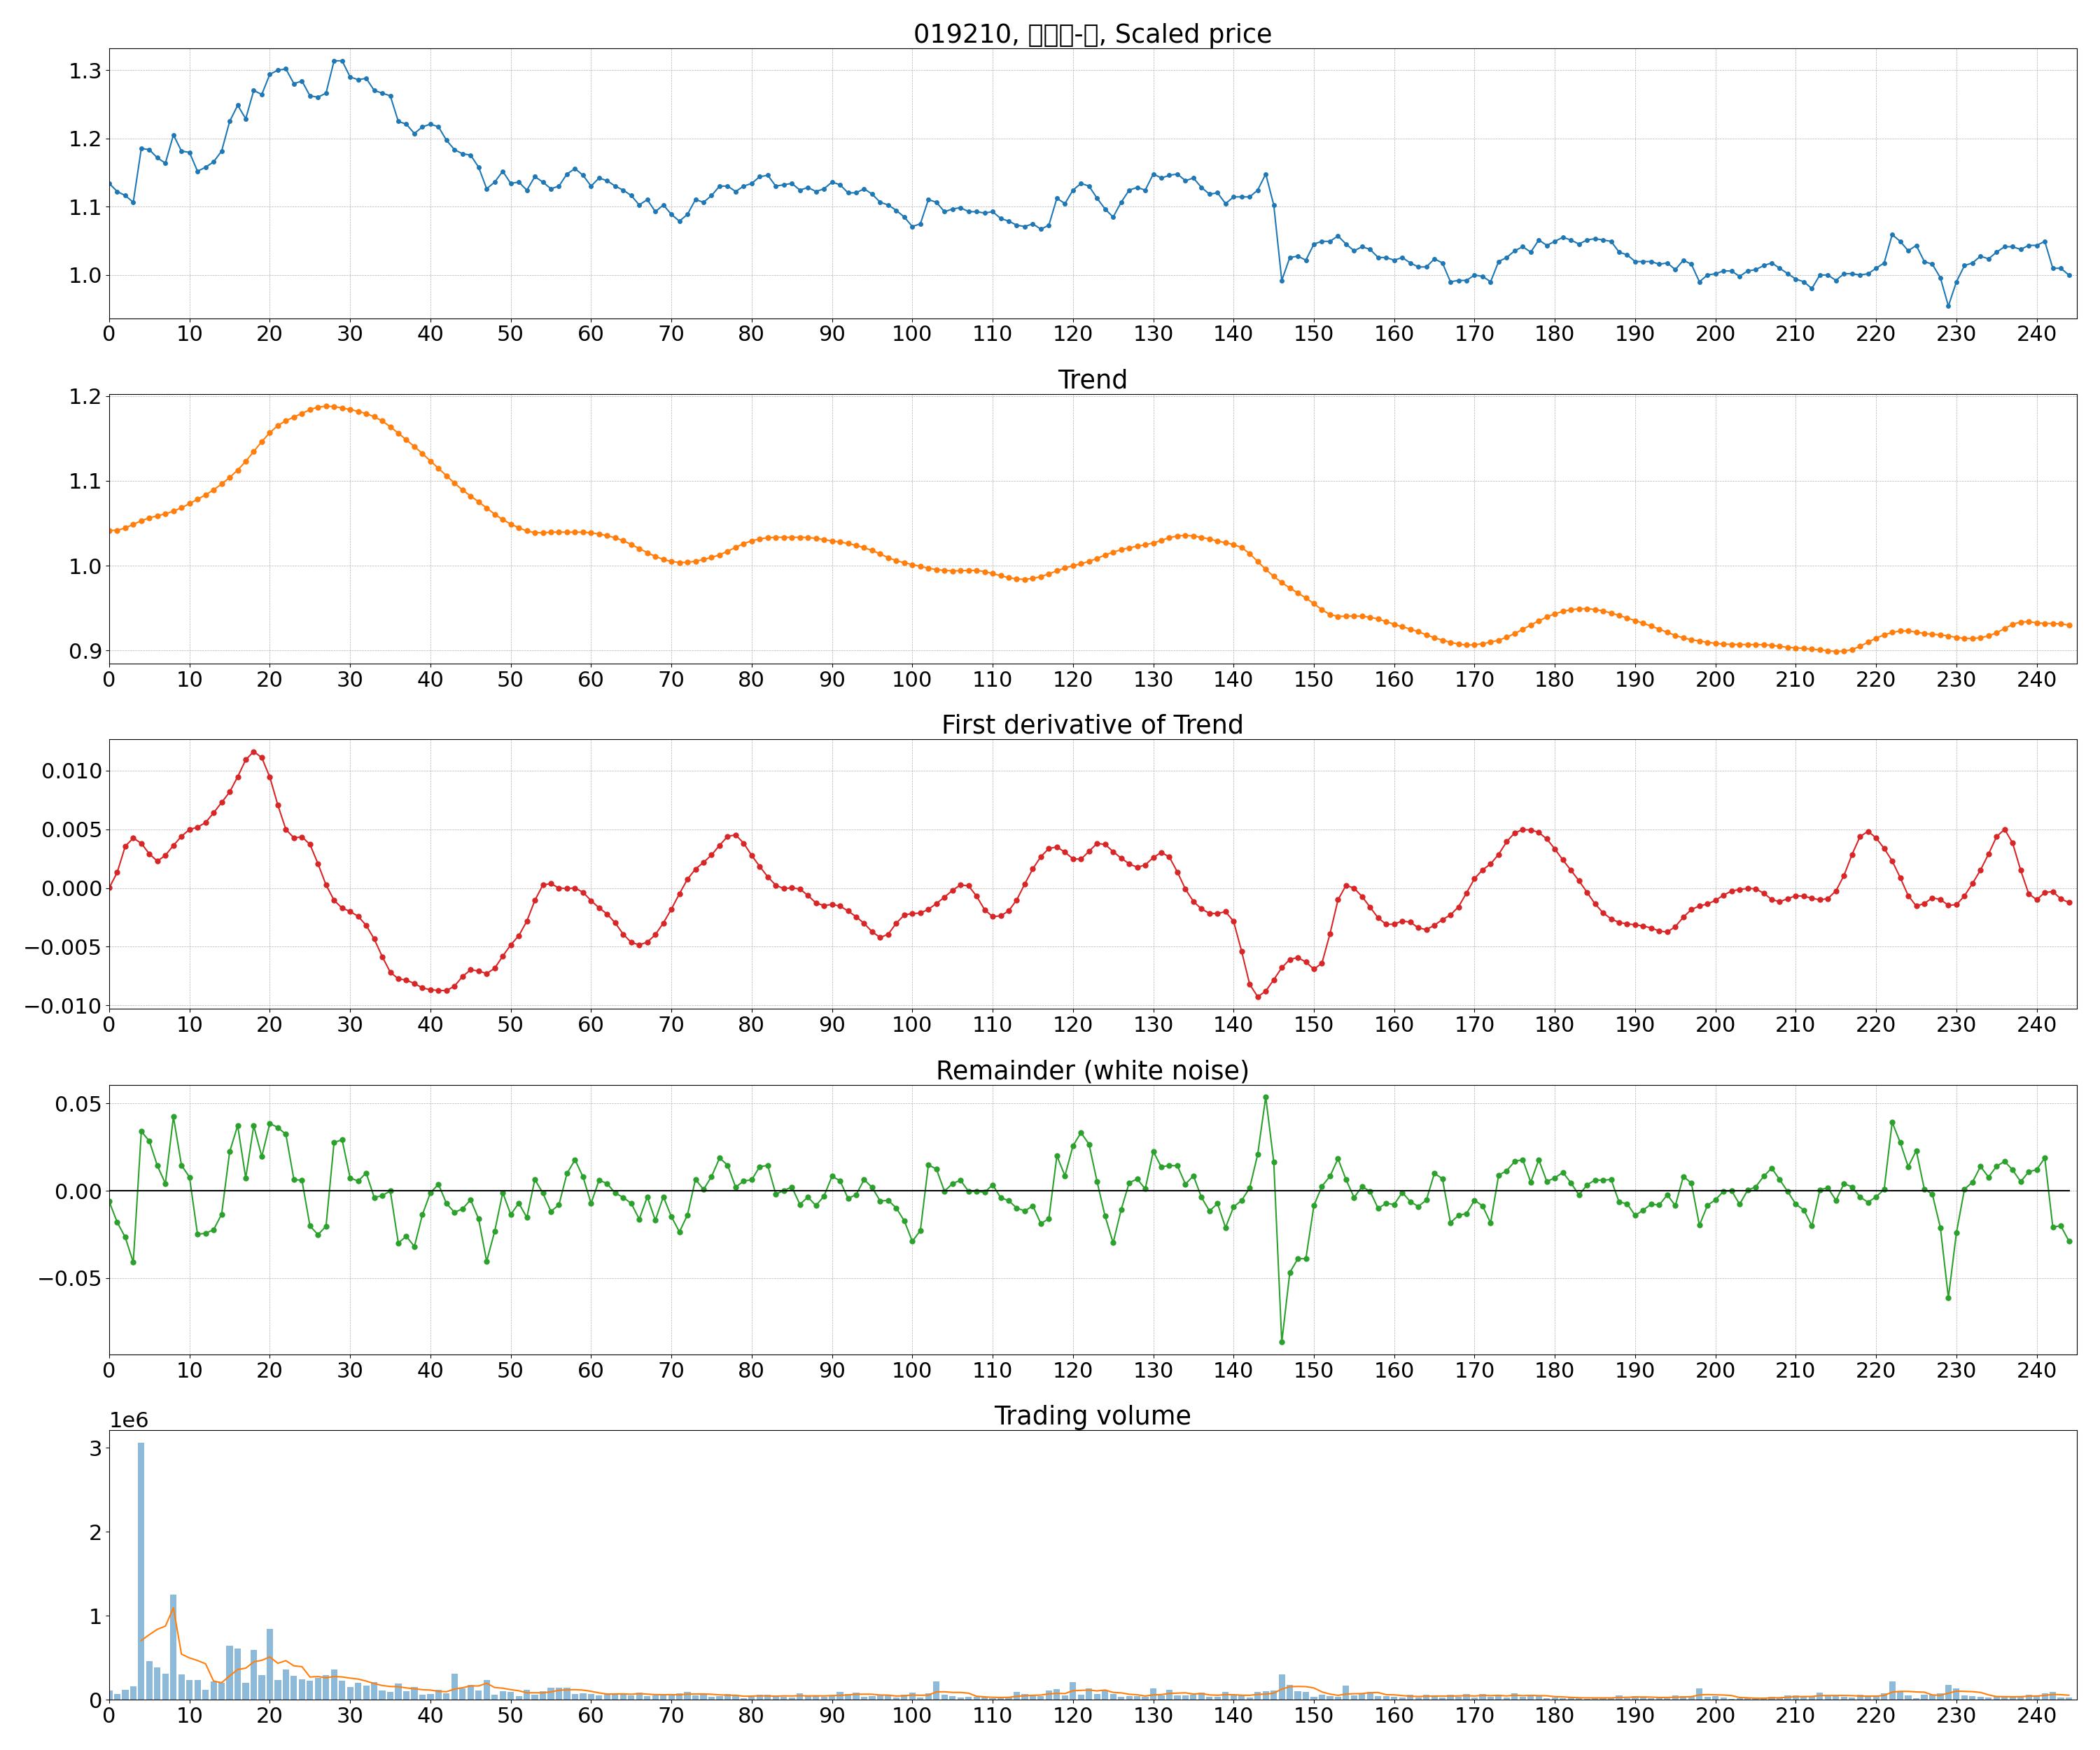 019210, □□□-□, Scaled price
1.3
1.2
1.1
1.0
0 10 20 30 40 50 60 70 80 90 100 110 120 130 140 150 160 170 180 190 200 210 220 230 240
Trend
1.2
1.1
1.0
0.9
0 10 20 30 40 50 60 70 80 90 100 110 120 130 140 150 160 170 180 190 200 210 220 230 240
First derivative of Trend
0.010
0.005
0.000
−0.005
−0.010
0 10 20 30 40 50 60 70 80 90 100 110 120 130 140 150 160 170 180 190 200 210 220 230 240
Remainder (white noise)
0.05
0.00
−0.05
0 10 20 30 40 50 60 70 80 90 100 110 120 130 140 150 160 170 180 190 200 210 220 230 240
Trading volume
1e6
3
2
1
0
0 10 20 30 40 50 60 70 80 90 100 110 120 130 140 150 160 170 180 190 200 210 220 230 240